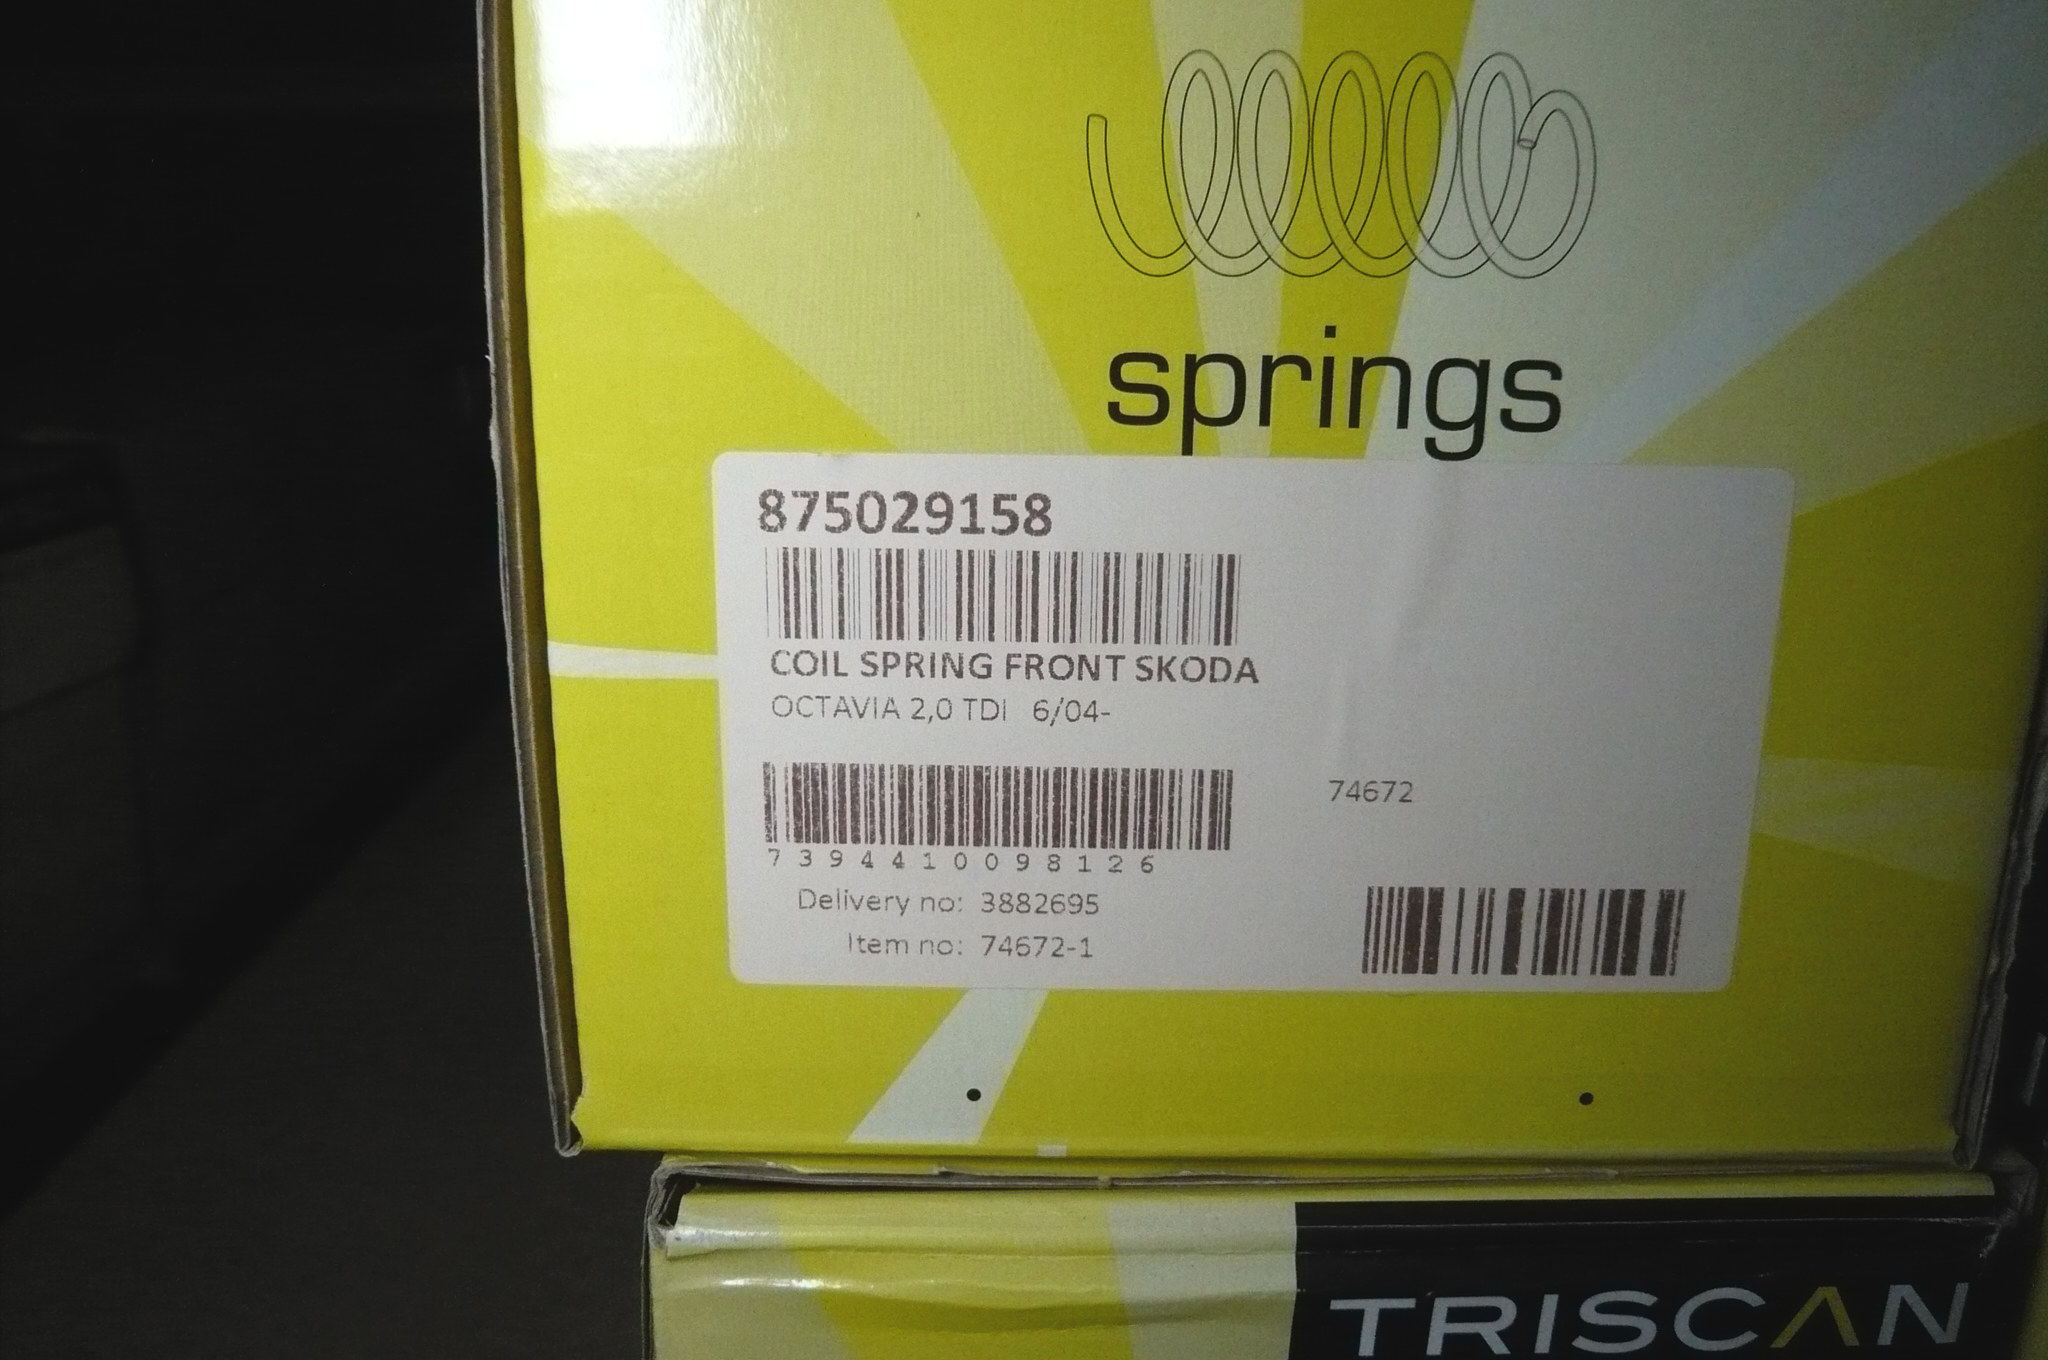 springs
875029158
COIL SPRING FRONT SKODA
OCTAVIA 2,0 TDI 6/04-
74672
7394410098126
Delivery no: 3882695
Item no: 74672-1
TRISCAN